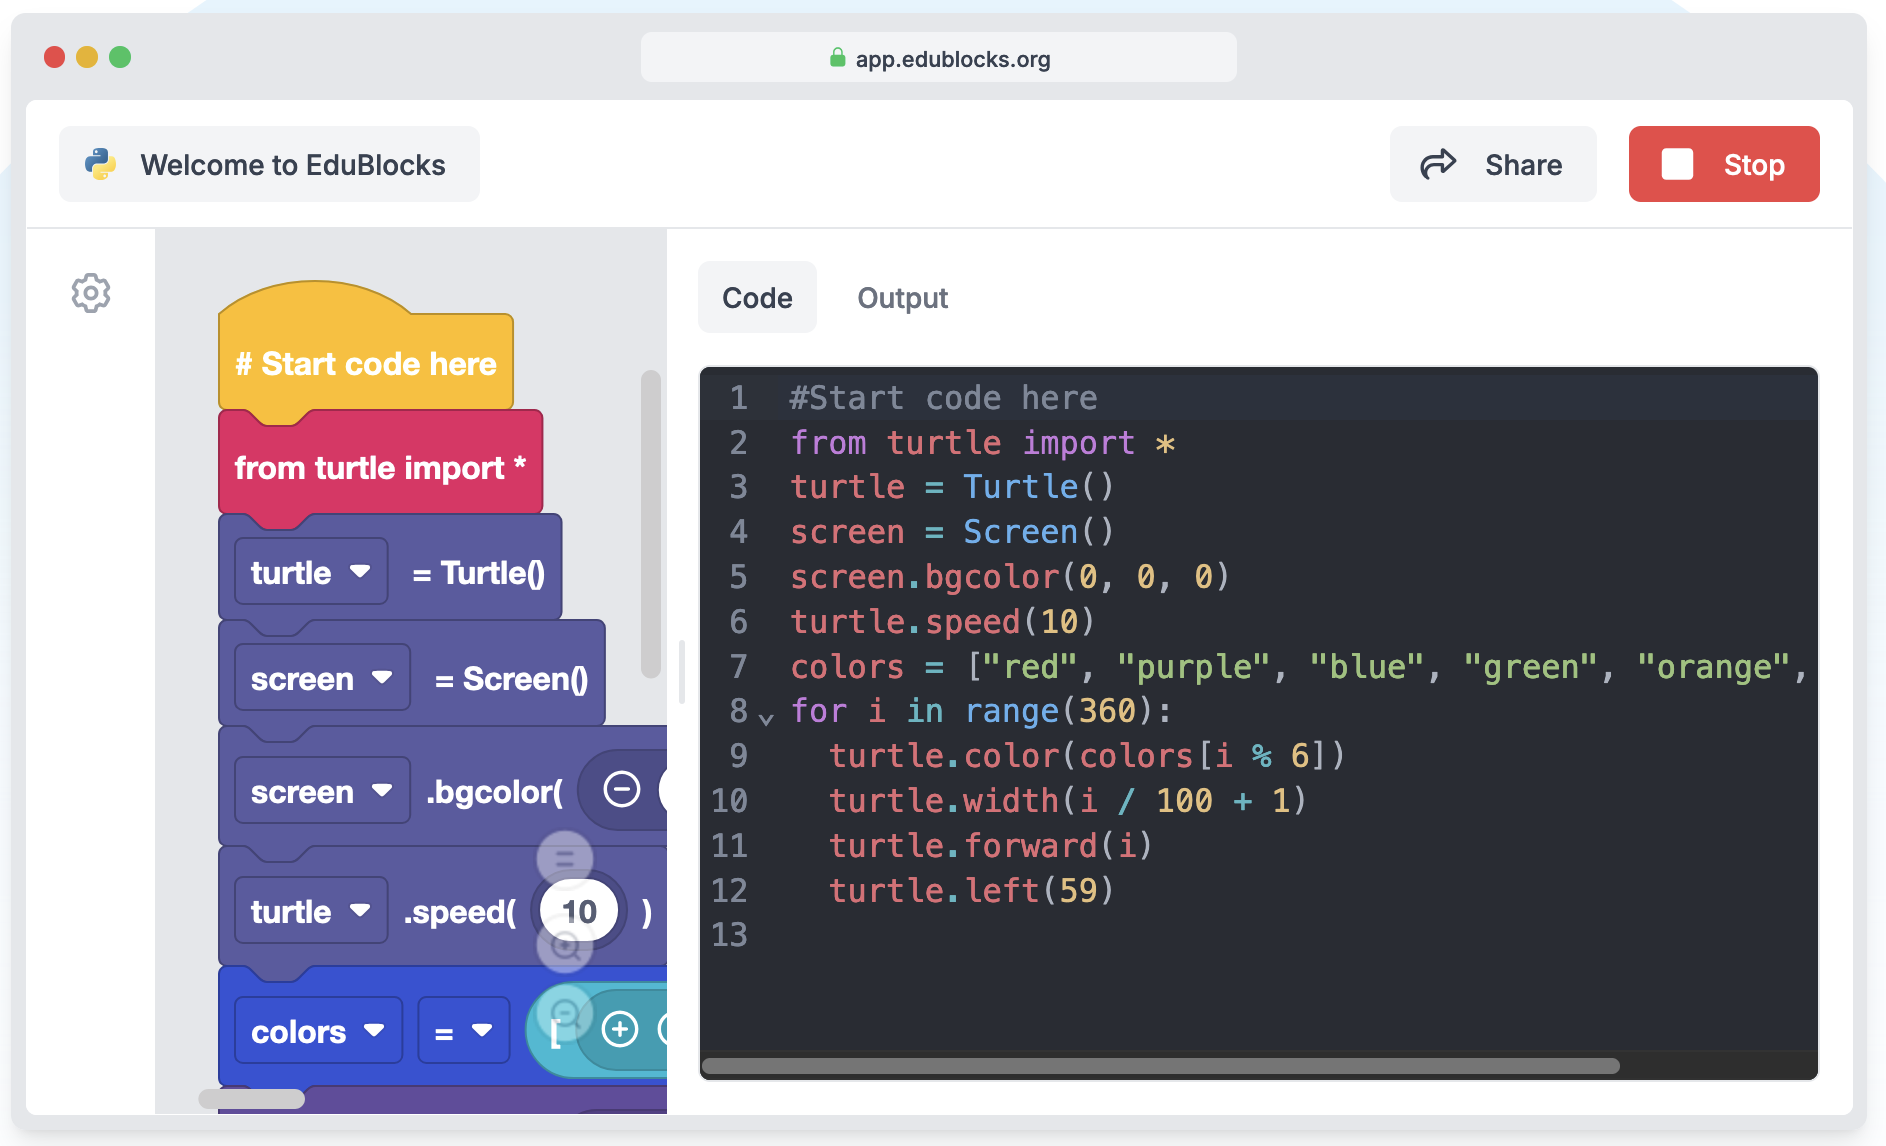 app.edublocks.org
Welcome to EduBlocks
Share
Stop
# Start code here
from turtle import *
turtle = Turtle()
screen = Screen()
screen .bgcolor(
turtle .speed( 10 )
colors = [
Code
Output
1 #Start code here
2 from turtle import *
3 turtle = Turtle()
4 screen = Screen()
5 screen.bgcolor(0, 0, 0)
6 turtle.speed(10)
7 colors = ["red", "purple", "blue", "green", "orange",
8 for i in range(360):
9 turtle.color(colors[i % 6])
10 turtle.width(i / 100 + 1)
11 turtle.forward(i)
12 turtle.left(59)
13